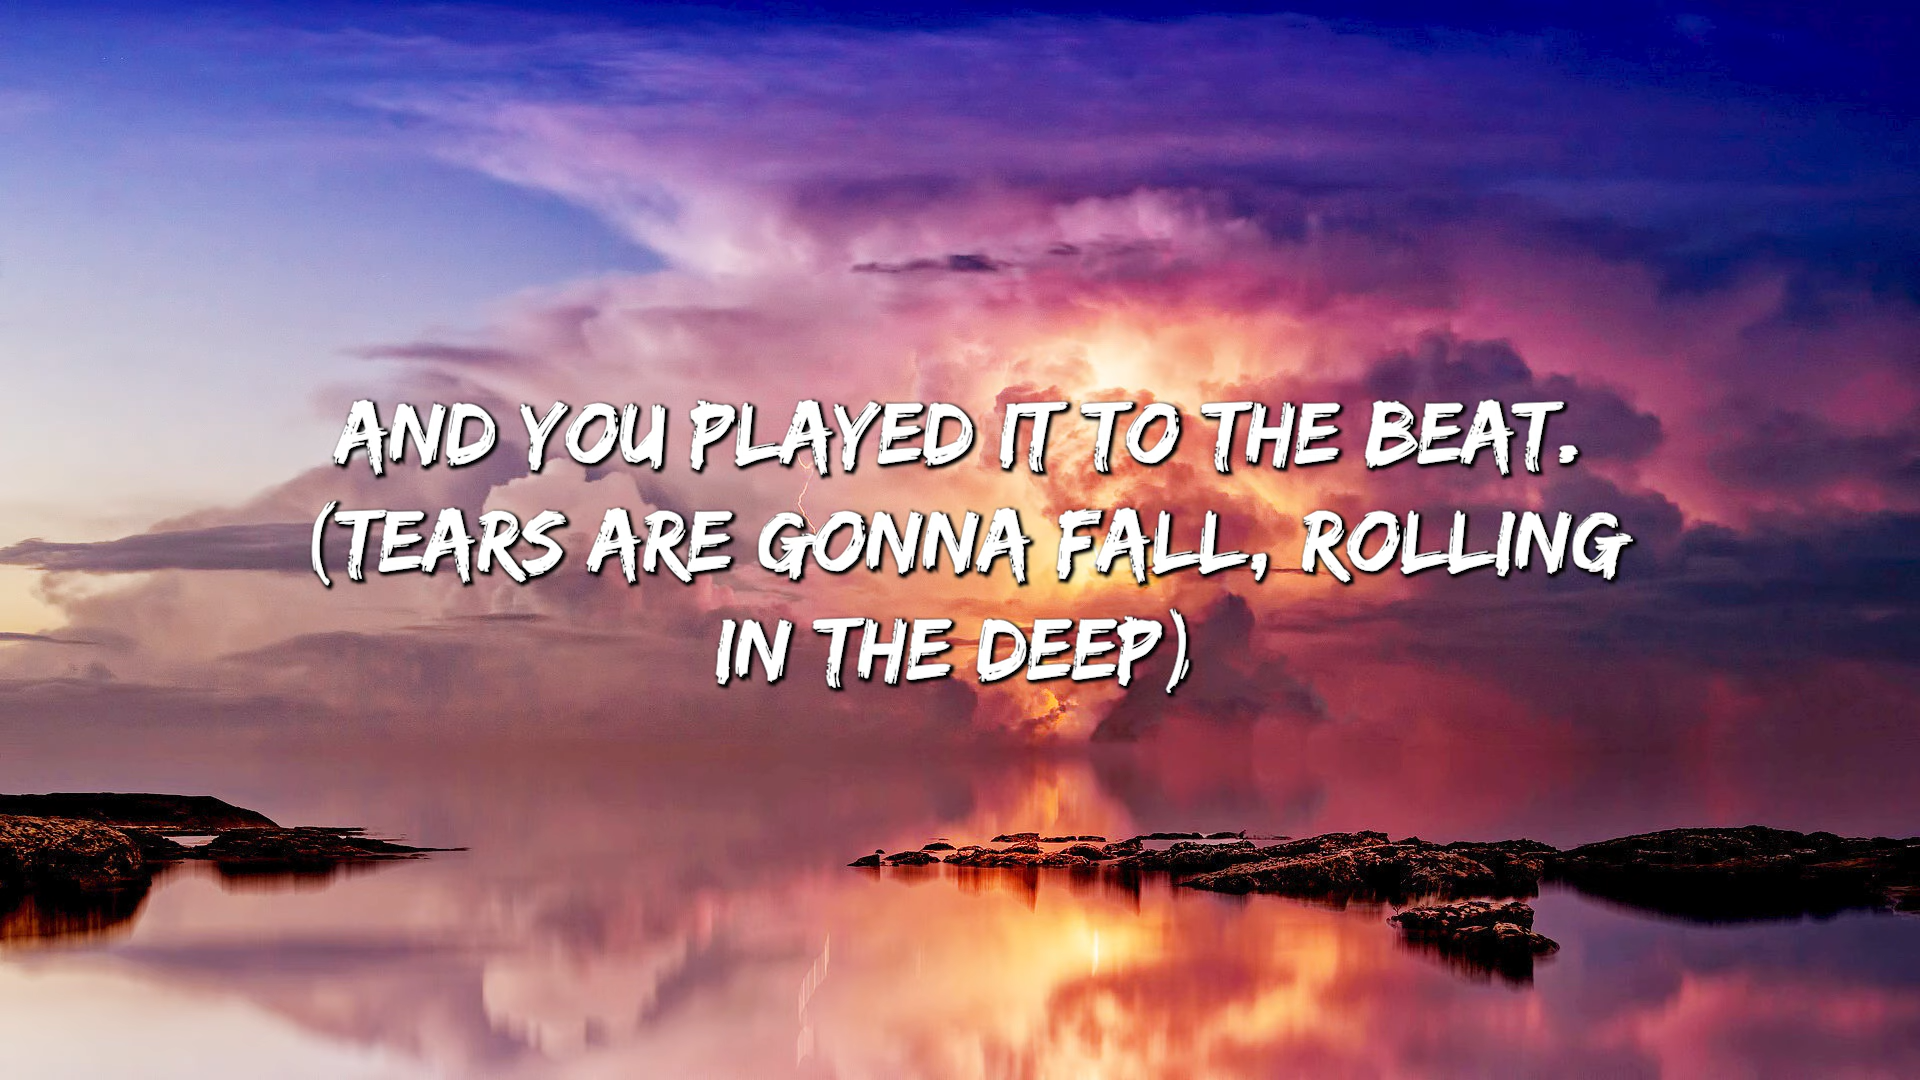 AND YOU PLAYED IT TO THE BEAT.
(TEARS ARE GONNA FALL, ROLLING
IN THE DEEP)